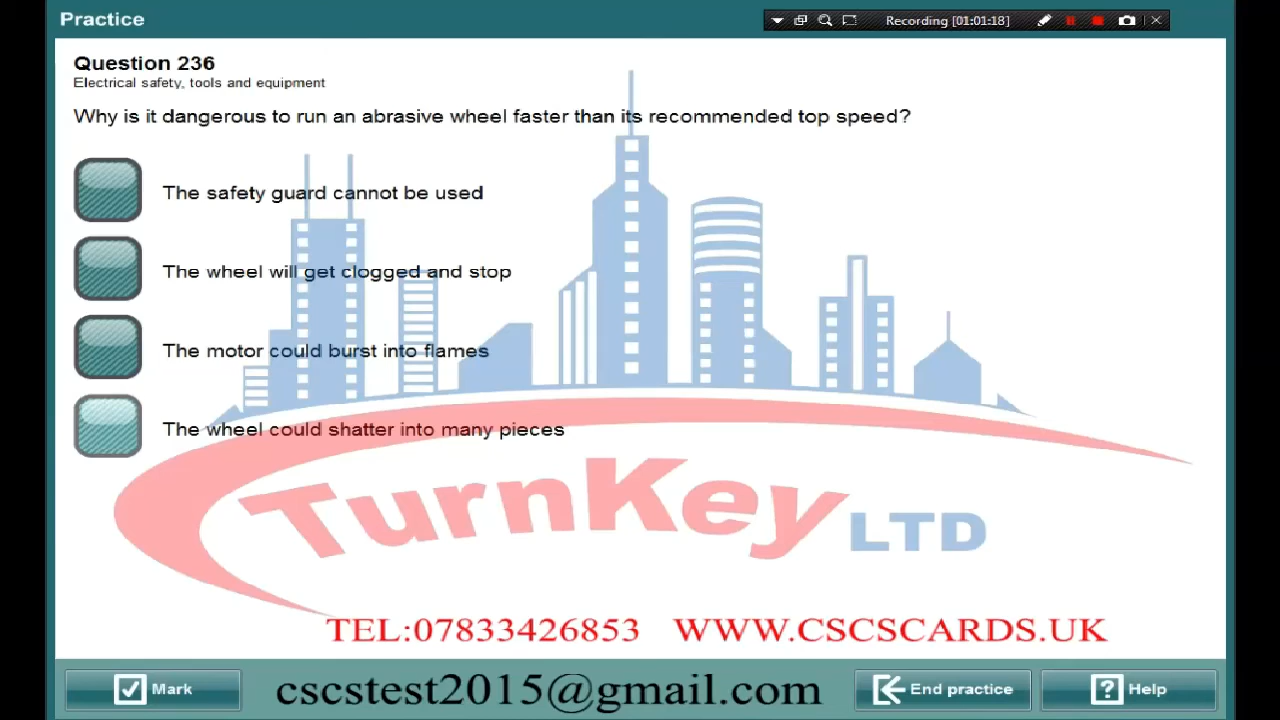 Practice
Recording [01:01:18]
Question 236
Electrical safety, tools and equipment
Why is it dangerous to run an abrasive wheel faster than its recommended top speed?
The safety guard cannot be used
The wheel will get clogged and stop
The motor could burst into flames
The wheel could shatter into many pieces
TurnKey LTD
TEL:07833426853 WWW.CSCSCARDS.UK
Mark
cscstest2015@gmail.com
End practice
Help